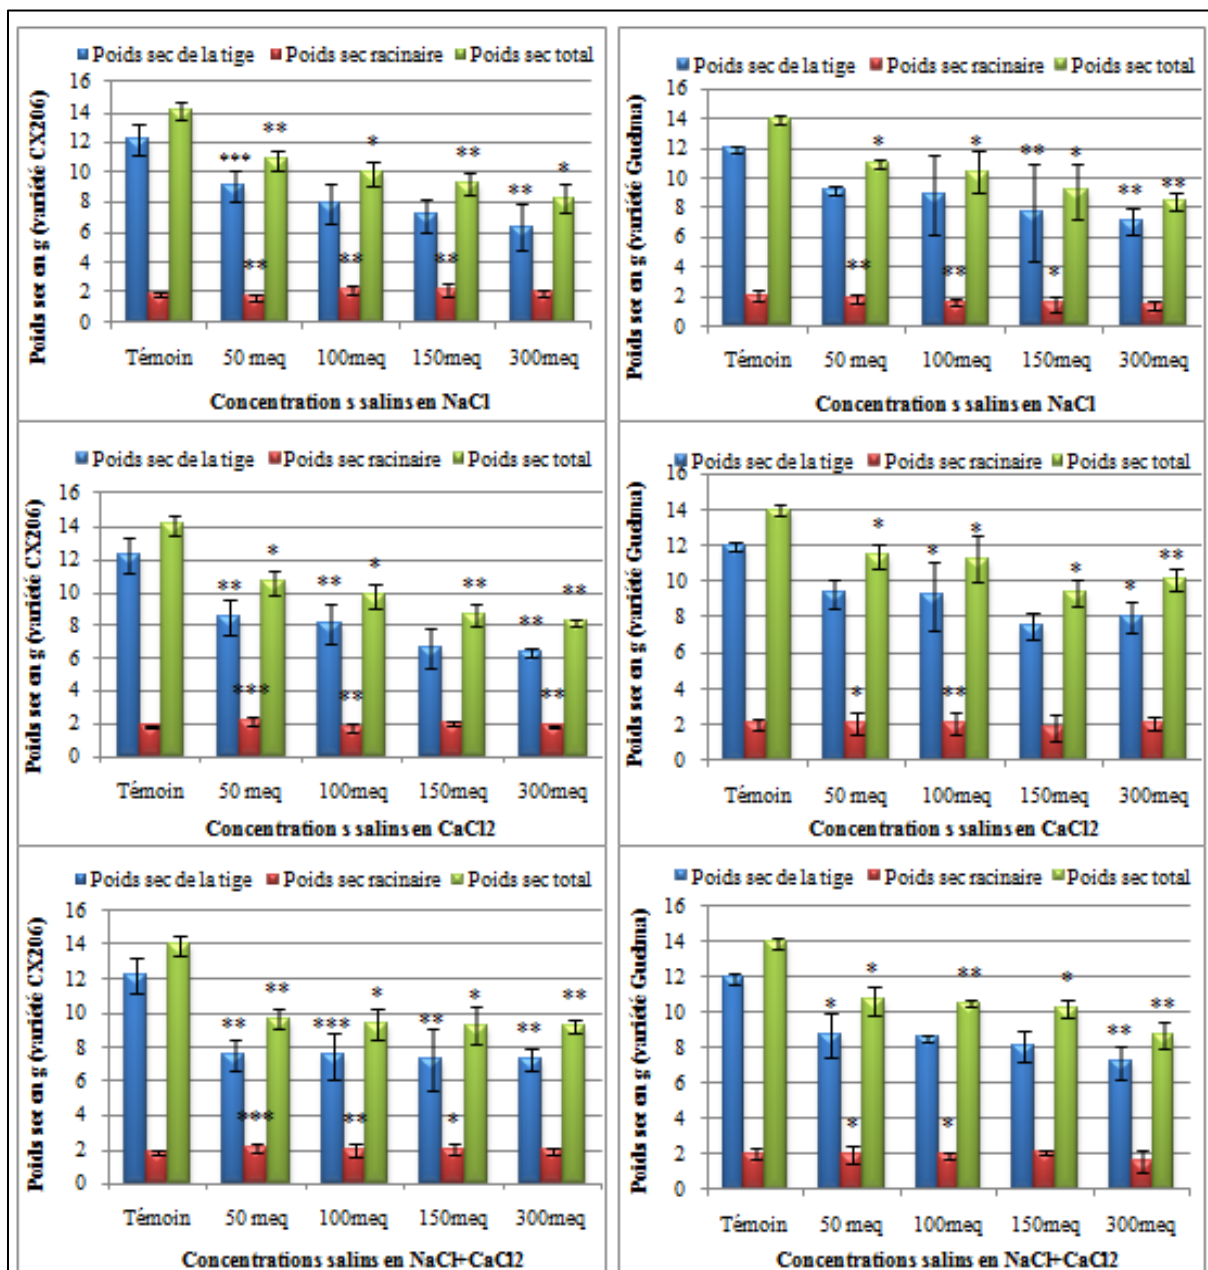 Poids sec de la tige Poids sec racinaire Poids sec total
Poids sec en g (variété CX206)
16
14
12
10
8
6
4
2
0
*** ** ** ** * ** ** ** *
**
Témoin 50 meq 100meq 150meq 300meq
Concentration s salins en NaCl
Poids sec de la tige Poids sec racinaire Poids sec total
Poids sec en g (variété Gudma)
16
14
12
10
8
6
4
2
0
** * ** * ** * * ** **
Témoin 50 meq 100meq 150meq 300meq
Concentration s salins en NaCl
Poids sec de la tige Poids sec racinaire Poids sec total
Poids sec en g (variété CX206)
16
14
12
10
8
6
4
2
0
** *** * ** ** * ** ** ** **
Témoin 50 meq 100meq 150meq 300meq
Concentration s salins en CaCl2
Poids sec de la tige Poids sec racinaire Poids sec total
Poids sec en g (variété Gudma)
16
14
12
10
8
6
4
2
0
* * * ** * * * **
Témoin 50 meq 100meq 150meq 300meq
Concentration s salins en CaCl2
Poids sec de la tige Poids sec racinaire Poids sec total
Poids sec en g (variété CX206)
16
14
12
10
8
6
4
2
0
** *** ** *** ** * ** * * ** **
Témoin 50 meq 100meq 150meq 300meq
Concentrations salins en NaCl+CaCl2
Poids sec de la tige Poids sec racinaire Poids sec total
Poids sec en g (variété Gudma)
16
14
12
10
8
6
4
2
0
* * * * ** * ** **
Témoin 50 meq 100meq 150meq 300meq
Concentrations salins en NaCl+CaCl2